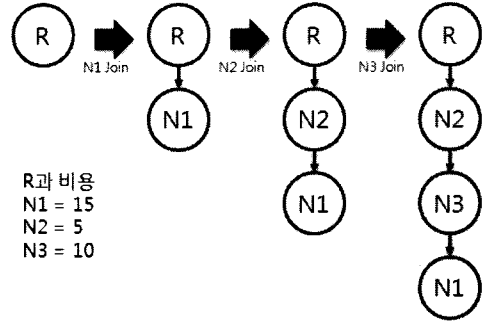 R R R R
N1 Join N2 Join N3 Join
N1 N2 N2
N1 N3
N1
R과 비용
N1 = 15
N2 = 5
N3 = 10